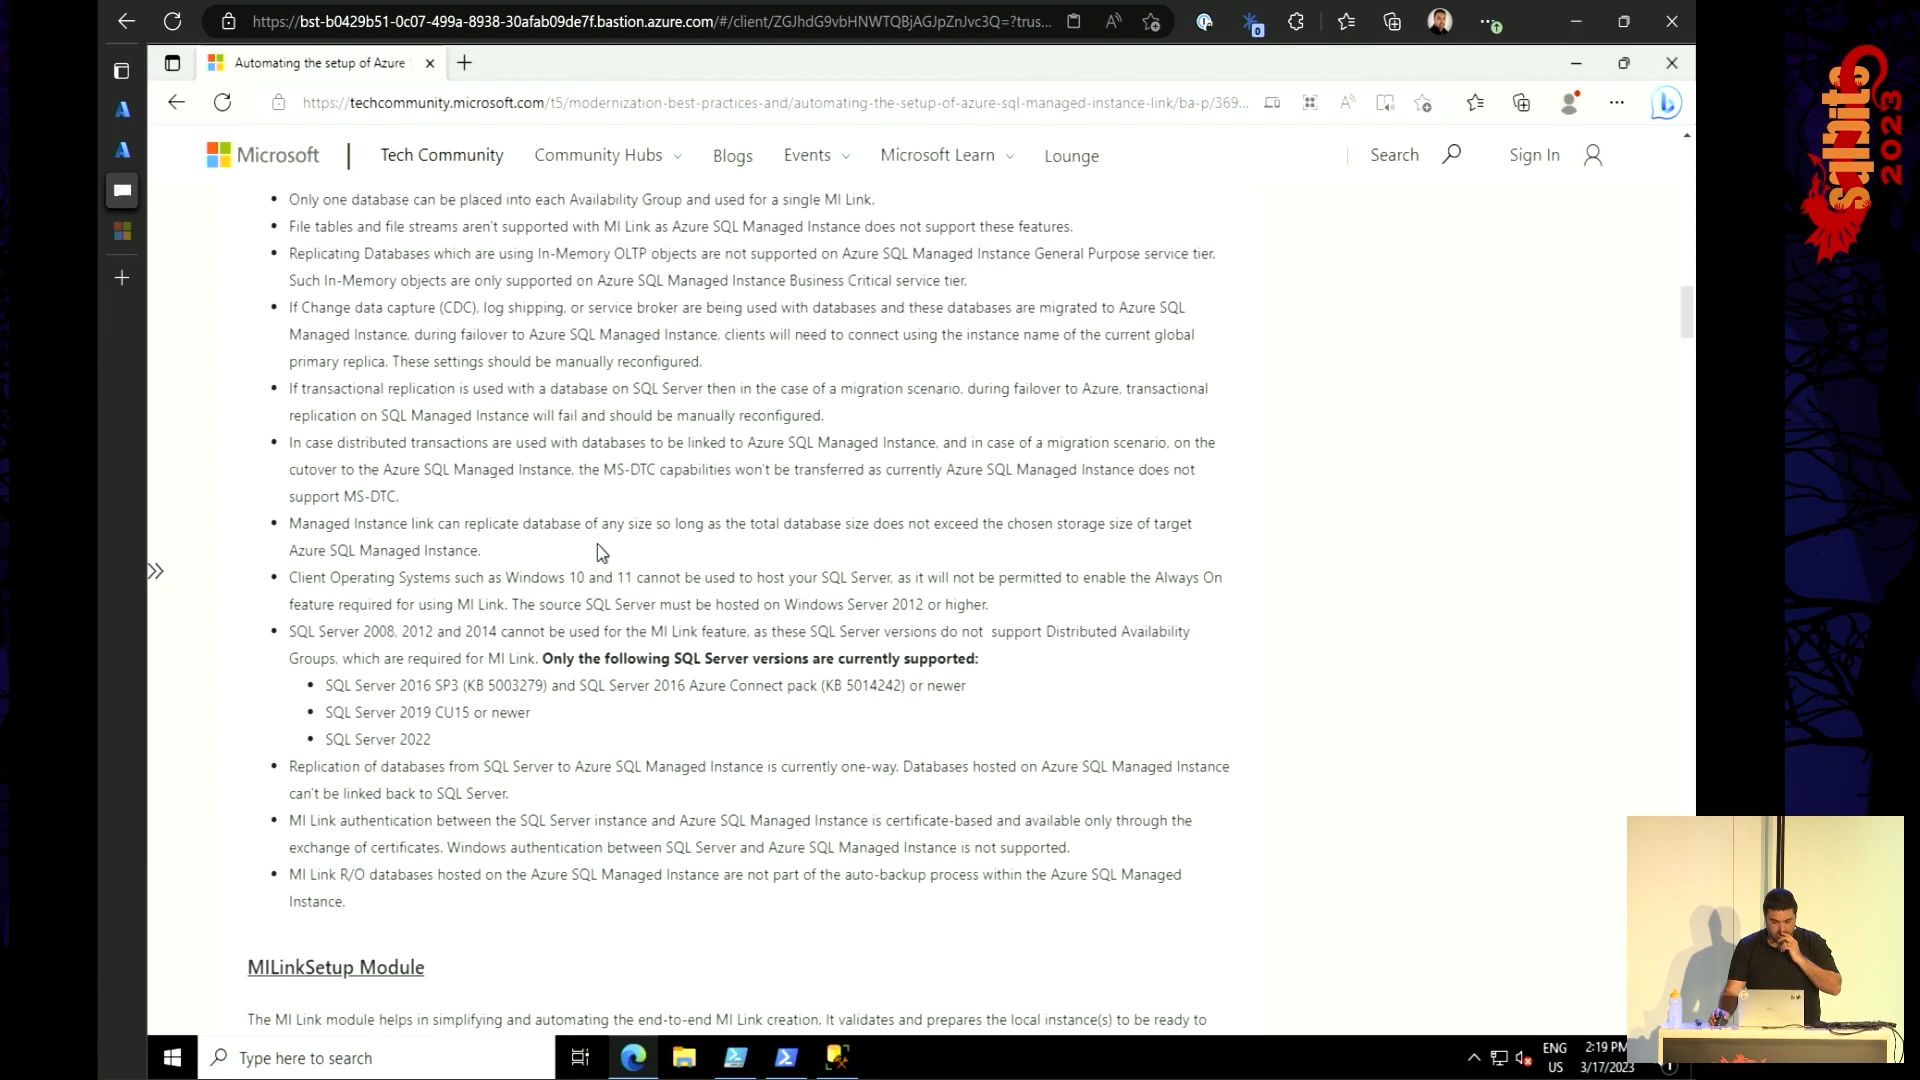 https://bst-b0429b51-0c07-499a-8938-30afab09de7f.bastion.azure.com/#/client/ZGJhdG9vbHNWTQBjAGJpZnJvc3Q=?trus...
0
Automating the setup of Azure
https://techcommunity.microsoft.com/t5/modernization-best-practices-and/automating-the-setup-of-azure-sql-managed-instance-link/ba-p/369...
Microsoft | Tech Community Community Hubs Blogs Events Microsoft Learn Lounge Search Sign In
• Only one database can be placed into each Availability Group and used for a single MI Link.
• File tables and file streams aren't supported with MI Link as Azure SQL Managed Instance does not support these features.
• Replicating Databases which are using In-Memory OLTP objects are not supported on Azure SQL Managed Instance General Purpose service tier.
Such In-Memory objects are only supported on Azure SQL Managed Instance Business Critical service tier.
• If Change data capture (CDC), log shipping, or service broker are being used with databases and these databases are migrated to Azure SQL
Managed Instance, during failover to Azure SQL Managed Instance, clients will need to connect using the instance name of the current global
primary replica. These settings should be manually reconfigured.
• If transactional replication is used with a database on SQL Server then in the case of a migration scenario, during failover to Azure, transactional
replication on SQL Managed Instance will fail and should be manually reconfigured.
• In case distributed transactions are used with databases to be linked to Azure SQL Managed Instance, and in case of a migration scenario, on the
cutover to the Azure SQL Managed Instance, the MS-DTC capabilities won't be transferred as currently Azure SQL Managed Instance does not
support MS-DTC.
• Managed Instance link can replicate database of any size so long as the total database size does not exceed the chosen storage size of target
Azure SQL Managed Instance.
• Client Operating Systems such as Windows 10 and 11 cannot be used to host your SQL Server, as it will not be permitted to enable the Always On
feature required for using MI Link. The source SQL Server must be hosted on Windows Server 2012 or higher.
• SQL Server 2008, 2012 and 2014 cannot be used for the MI Link feature, as these SQL Server versions do not support Distributed Availability
Groups, which are required for MI Link. Only the following SQL Server versions are currently supported:
• SQL Server 2016 SP3 (KB 5003279) and SQL Server 2016 Azure Connect pack (KB 5014242) or newer
• SQL Server 2019 CU15 or newer
• SQL Server 2022
• Replication of databases from SQL Server to Azure SQL Managed Instance is currently one-way. Databases hosted on Azure SQL Managed Instance
can't be linked back to SQL Server.
• MI Link authentication between the SQL Server instance and Azure SQL Managed Instance is certificate-based and available only through the
exchange of certificates. Windows authentication between SQL Server and Azure SQL Managed Instance is not supported.
• MI Link R/O databases hosted on the Azure SQL Managed Instance are not part of the auto-backup process within the Azure SQL Managed
Instance.
MILinkSetup Module
The MI Link module helps in simplifying and automating the end-to-end MI Link creation. It validates and prepares the local instance(s) to be ready to
Type here to search
ENG
US
2:19 PM
3/17/2023
sqlbits
2023